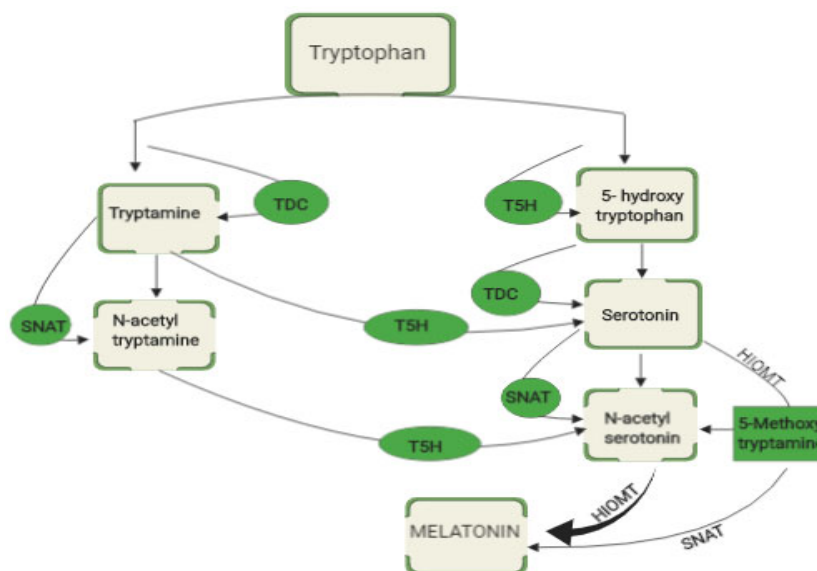 Tryptophan
TDC
T5H
5- hydroxy
tryptophan
Tryptamine
TDC
Serotonin
SNAT
N-acetyl
tryptamine
T5H
HIOMT
SNAT
N-acetyl
serotonin
5-Methoxy
tryptamine
T5H
HIOMT
MELATONIN
SNAT